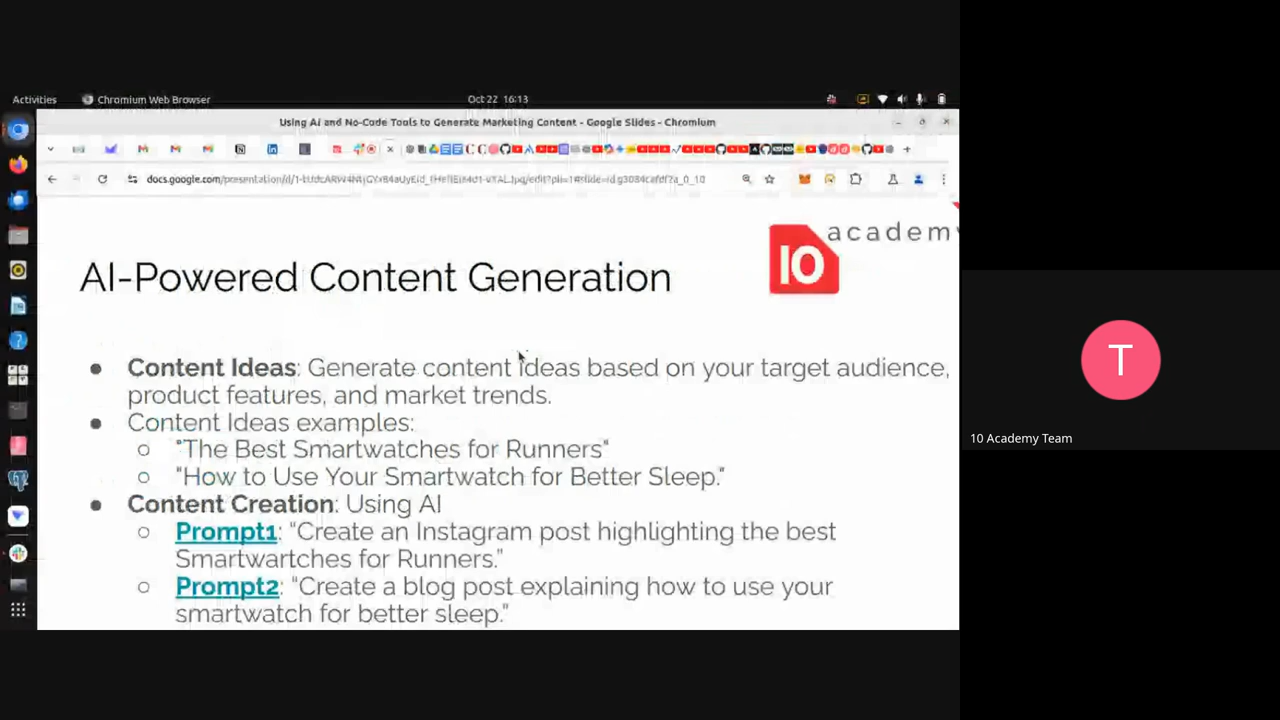 Activities
Chromium Web Browser
Oct 22 16:13
Using AI and No-Code Tools to Generate Marketing Content - Google Slides - Chromium
docs.google.com/presentation/d/
academy
10
AI-Powered Content Generation
● Content Ideas: Generate content ideas based on your target audience,
product features, and market trends.
● Content Ideas examples:
○ "The Best Smartwatches for Runners"
○ "How to Use Your Smartwatch for Better Sleep."
● Content Creation: Using AI
○ Prompt1: “Create an Instagram post highlighting the best
Smartwartches for Runners.”
○ Prompt2: “Create a blog post explaining how to use your
smartwatch for better sleep.”
T
10 Academy Team